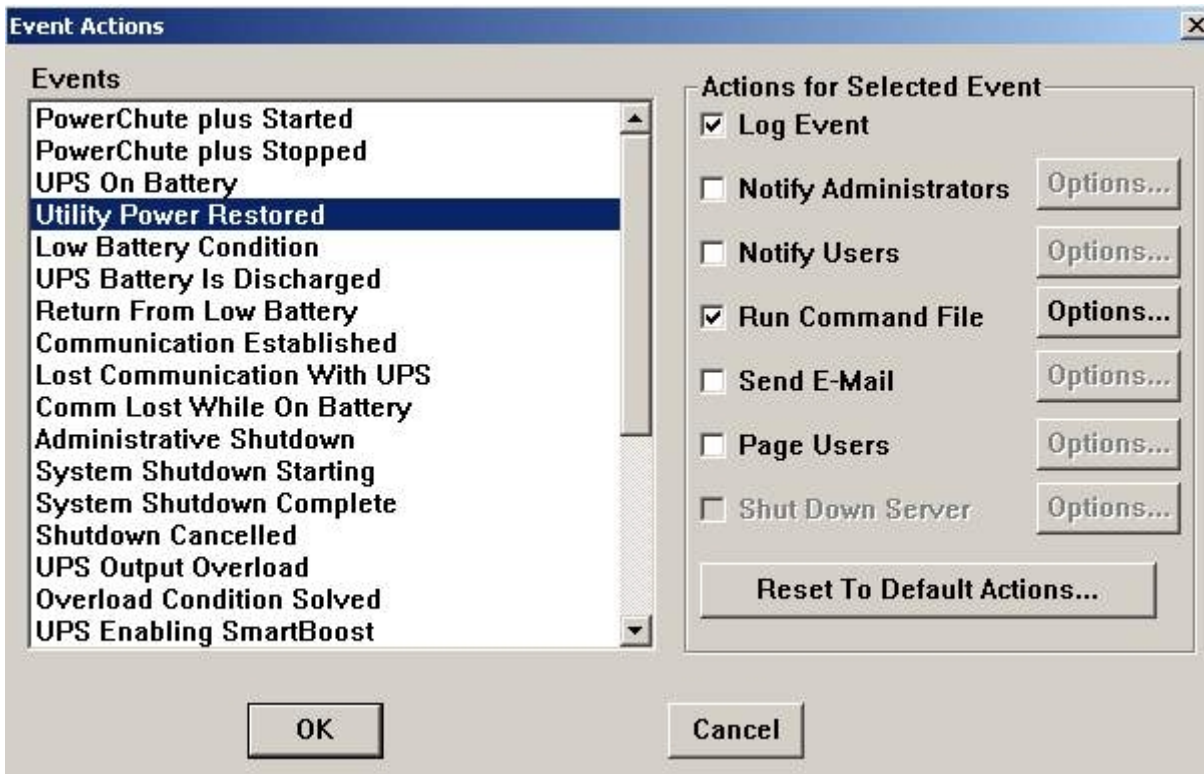 Event Actions
Events
PowerChute plus Started
PowerChute plus Stopped
UPS On Battery
Utility Power Restored
Low Battery Condition
UPS Battery Is Discharged
Return From Low Battery
Communication Established
Lost Communication With UPS
Comm Lost While On Battery
Administrative Shutdown
System Shutdown Starting
System Shutdown Complete
Shutdown Cancelled
UPS Output Overload
Overload Condition Solved
UPS Enabling SmartBoost
Actions for Selected Event
Log Event
Notify Administrators Options...
Notify Users Options...
Run Command File Options...
Send E-Mail Options...
Page Users Options...
Shut Down Server Options...
Reset To Default Actions...
OK Cancel